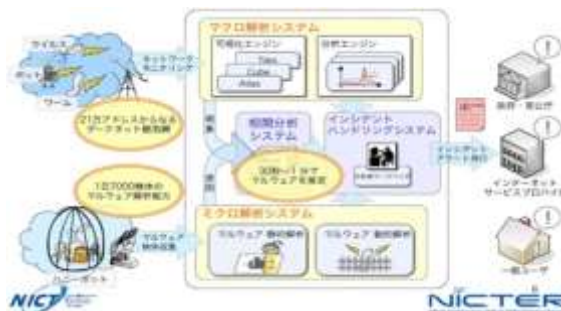 マクロ解析システム
ウイルス
ボット
ワーム
ネットワーク
モニタリング
可視化エンジン
Tiles
Cube
Atlas
分析エンジン
21万アドレスからなる
ダークネット観測網
相関分析
システム
インシデント
ハンドリングシステム
30秒~1分で
マルウェアを推定
1日7000検体の
マルウェア解析能力
ミクロ解析システム
マルウェア 静的解析
マルウェア 動的解析
マルウェア
検体収集
ハニーポット
インシデント
アラート発行
政府・官公庁
インターネット
サービスプロバイダ
一般ユーザ
NICT
NICTER